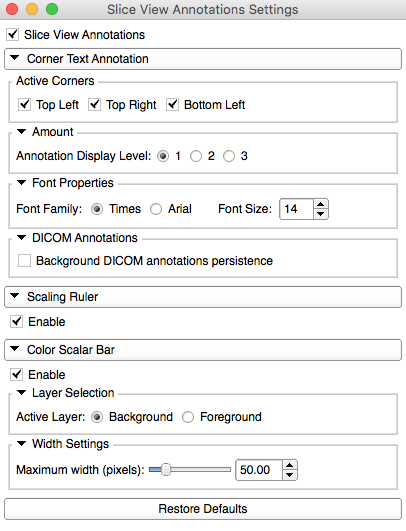 Slice View Annotations Settings
Slice View Annotations
Corner Text Annotation
Active Corners
Top Left Top Right Bottom Left
Amount
Annotation Display Level: 1 2 3
Font Properties
Font Family: Times Arial Font Size: 14
DICOM Annotations
Background DICOM annotations persistence
Scaling Ruler
Enable
Color Scalar Bar
Enable
Layer Selection
Active Layer: Background Foreground
Width Settings
Maximum width (pixels): 50.00
Restore Defaults